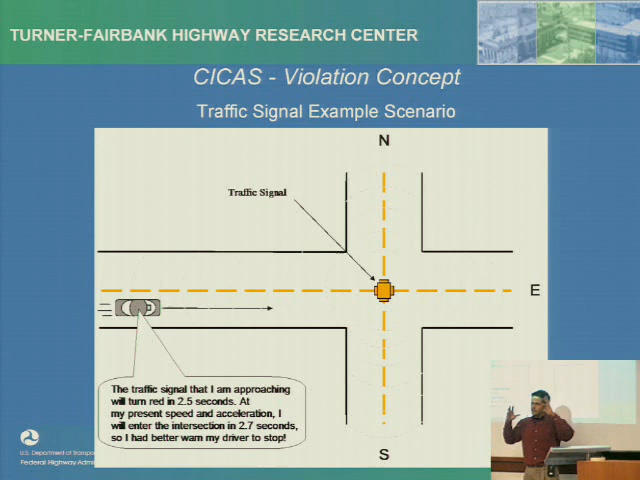 TURNER-FAIRBANK HIGHWAY RESEARCH CENTER
CICAS - Violation Concept
Traffic Signal Example Scenario
N
Traffic Signal
E
The traffic signal that I am approaching
will turn red in 2.5 seconds. At
my present speed and acceleration, I
will enter the intersection in 2.7 seconds,
so I had better warn my driver to stop!
S
U.S. Department of
Federal Highway